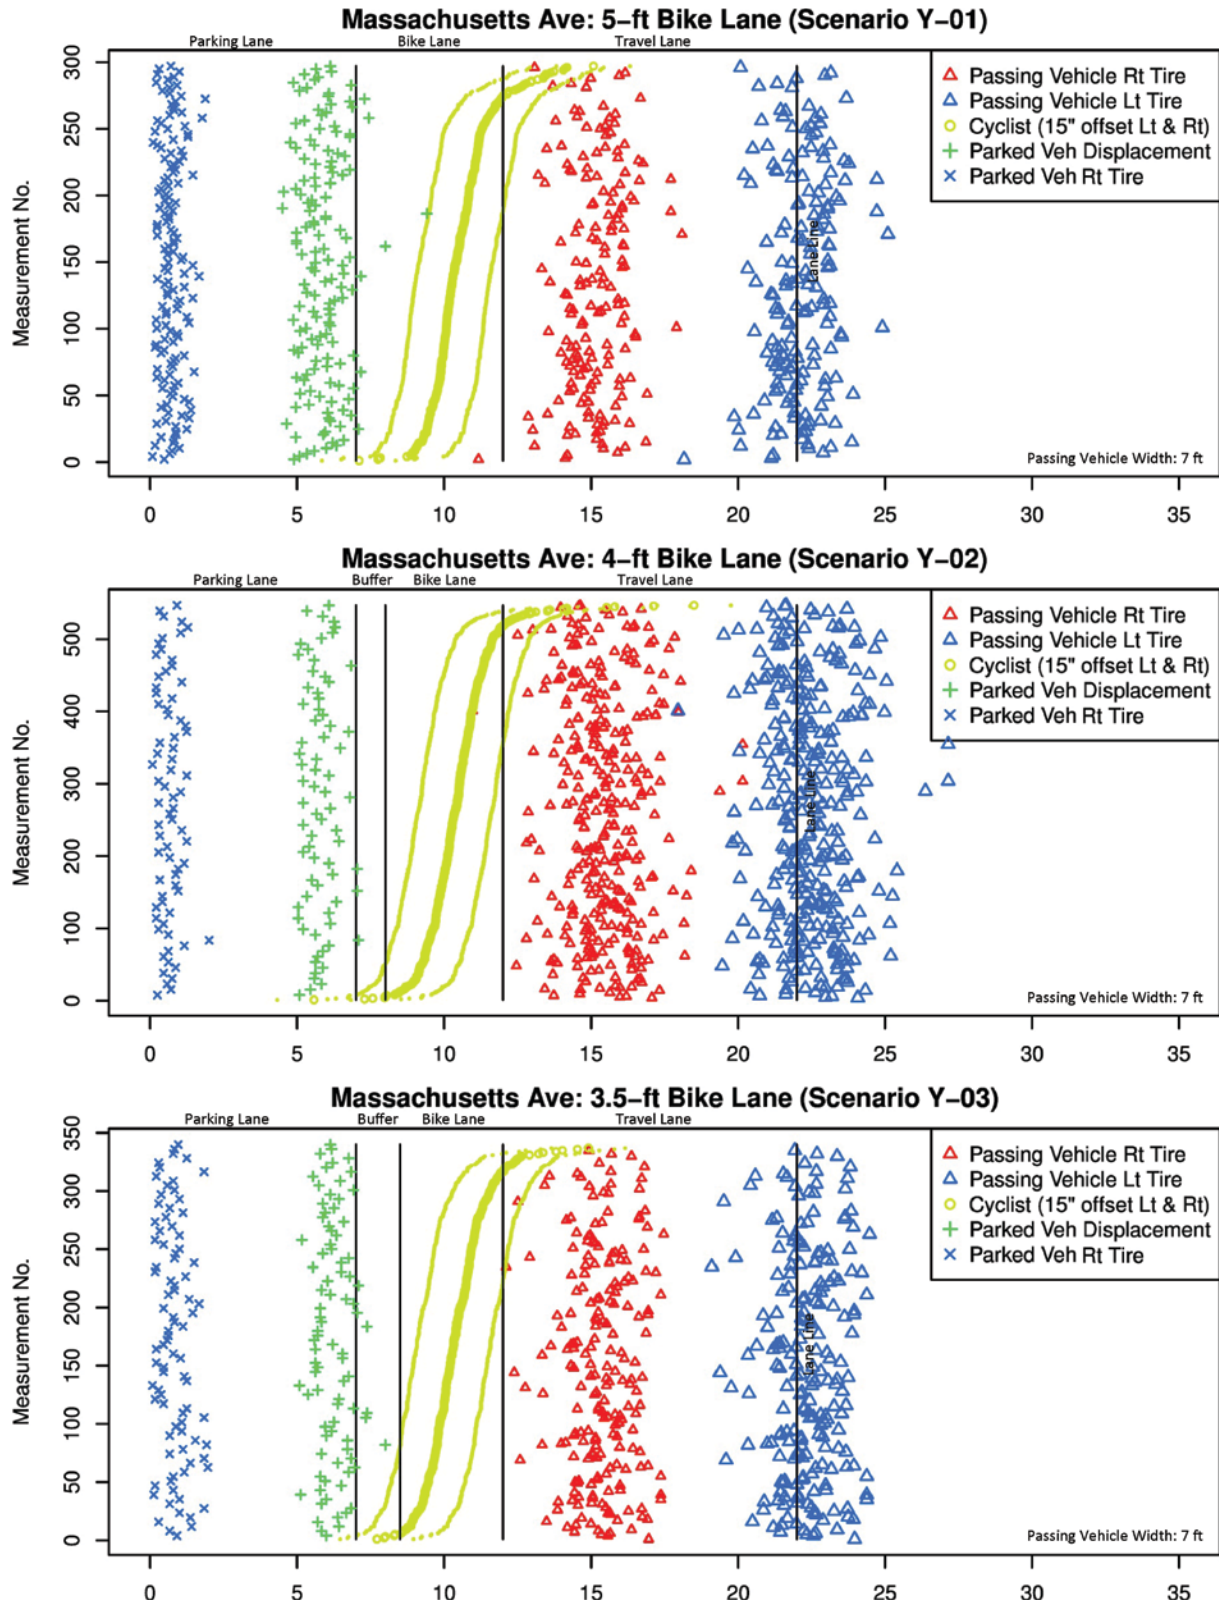 Massachusetts Ave: 5-ft Bike Lane (Scenario Y-01)
Parking Lane Bike Lane Travel Lane
Measurement No.
300
250
200
150
100
50
0
Lane Line
Passing Vehicle Rt Tire
Passing Vehicle Lt Tire
Cyclist (15" offset Lt & Rt)
Parked Veh Displacement
Parked Veh Rt Tire
Passing Vehicle Width: 7 ft
0 5 10 15 20 25 30 35
Massachusetts Ave: 4-ft Bike Lane (Scenario Y-02)
Parking Lane Buffer Bike Lane Travel Lane
Measurement No.
500
400
300
200
100
0
Lane Line
Passing Vehicle Rt Tire
Passing Vehicle Lt Tire
Cyclist (15" offset Lt & Rt)
Parked Veh Displacement
Parked Veh Rt Tire
Passing Vehicle Width: 7 ft
0 5 10 15 20 25 30 35
Massachusetts Ave: 3.5-ft Bike Lane (Scenario Y-03)
Parking Lane Buffer Bike Lane Travel Lane
Measurement No.
350
300
250
200
150
100
50
0
Lane Line
Passing Vehicle Rt Tire
Passing Vehicle Lt Tire
Cyclist (15" offset Lt & Rt)
Parked Veh Displacement
Parked Veh Rt Tire
Passing Vehicle Width: 7 ft
0 5 10 15 20 25 30 35